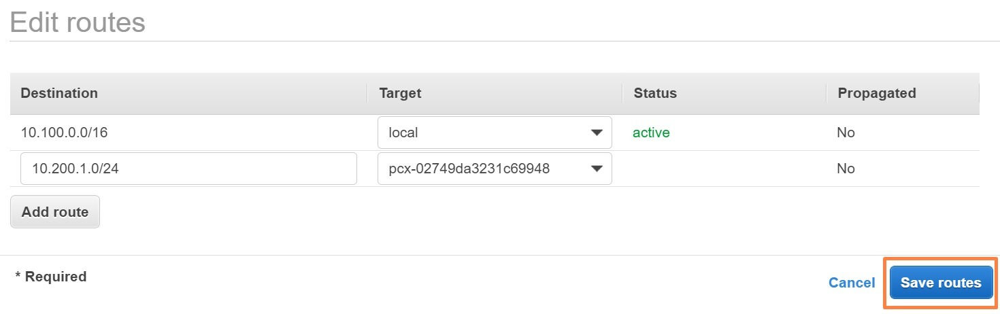 Edit routes
Destination Target Status Propagated
10.100.0.0/16 local active No
10.200.1.0/24 pcx-02749da3231c69948 No
Add route
* Required
Cancel Save routes